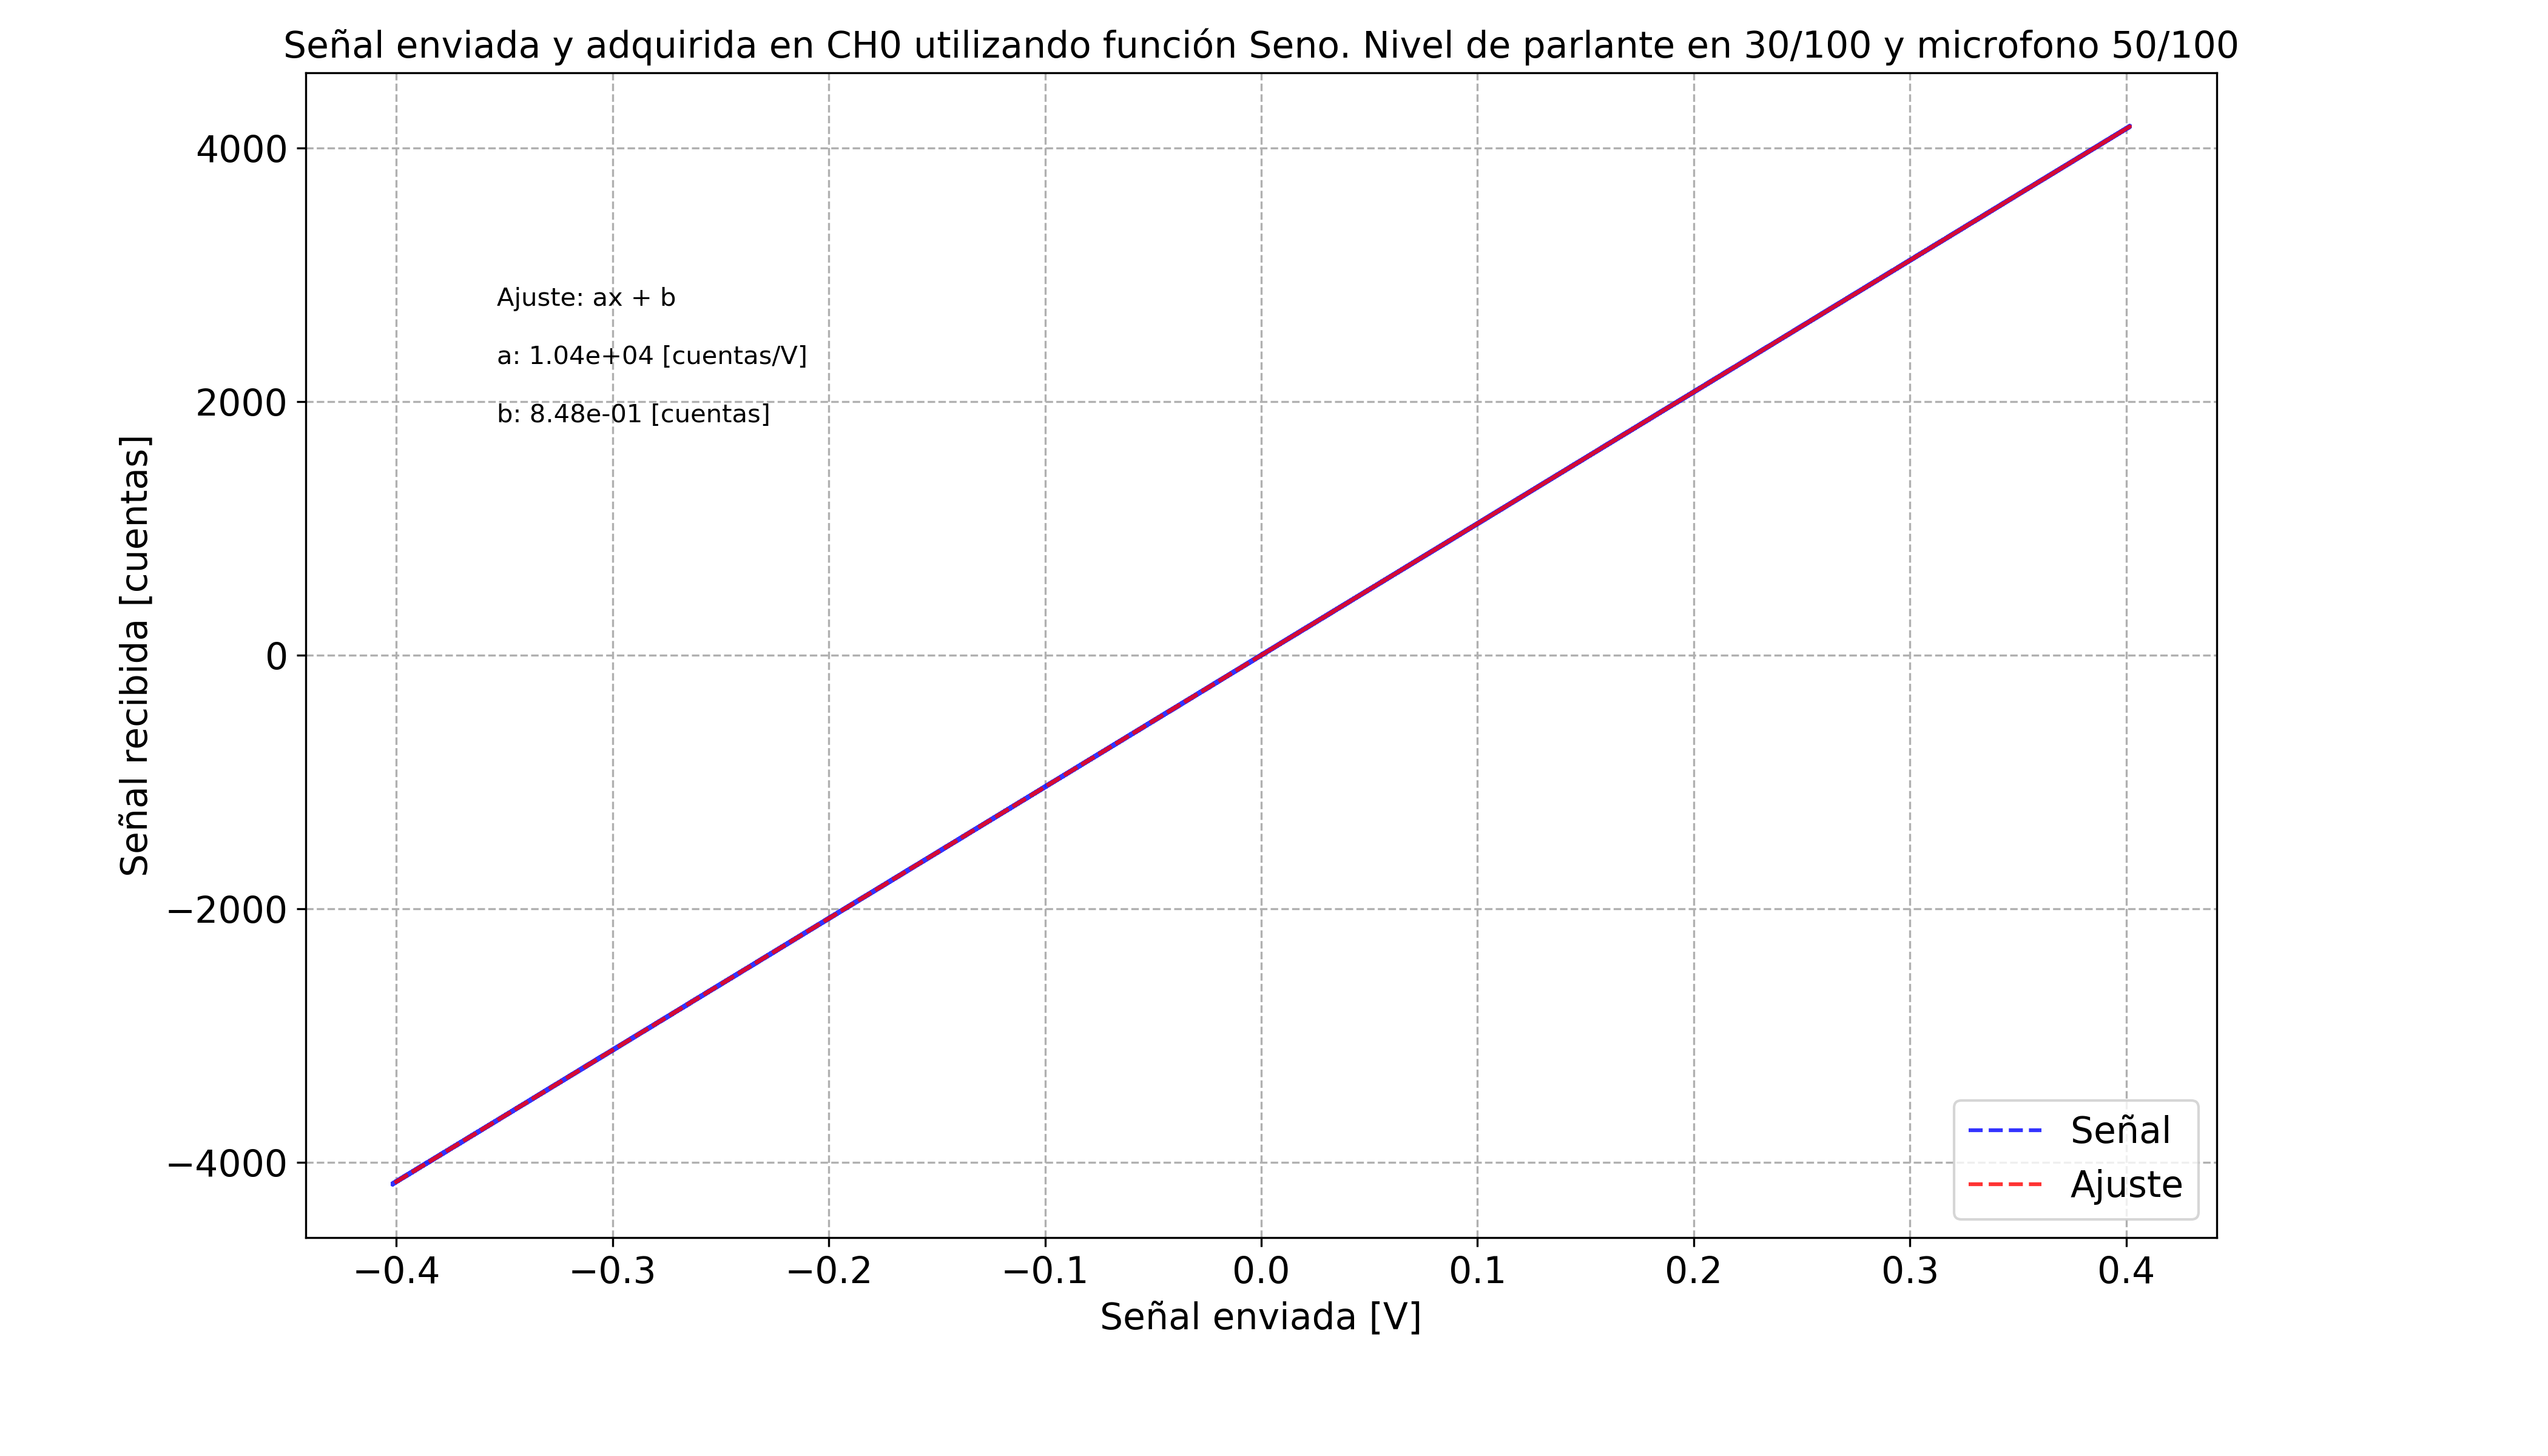 Señal enviada y adquirida en CH0 utilizando función Seno. Nivel de parlante en 30/100 y microfono 50/100
4000
2000
0
−2000
−4000
Señal recibida [cuentas]
Ajuste: ax + b
a: 1.04e+04 [cuentas/V]
b: 8.48e-01 [cuentas]
Señal
Ajuste
−0.4 −0.3 −0.2 −0.1 0.0 0.1 0.2 0.3 0.4
Señal enviada [V]